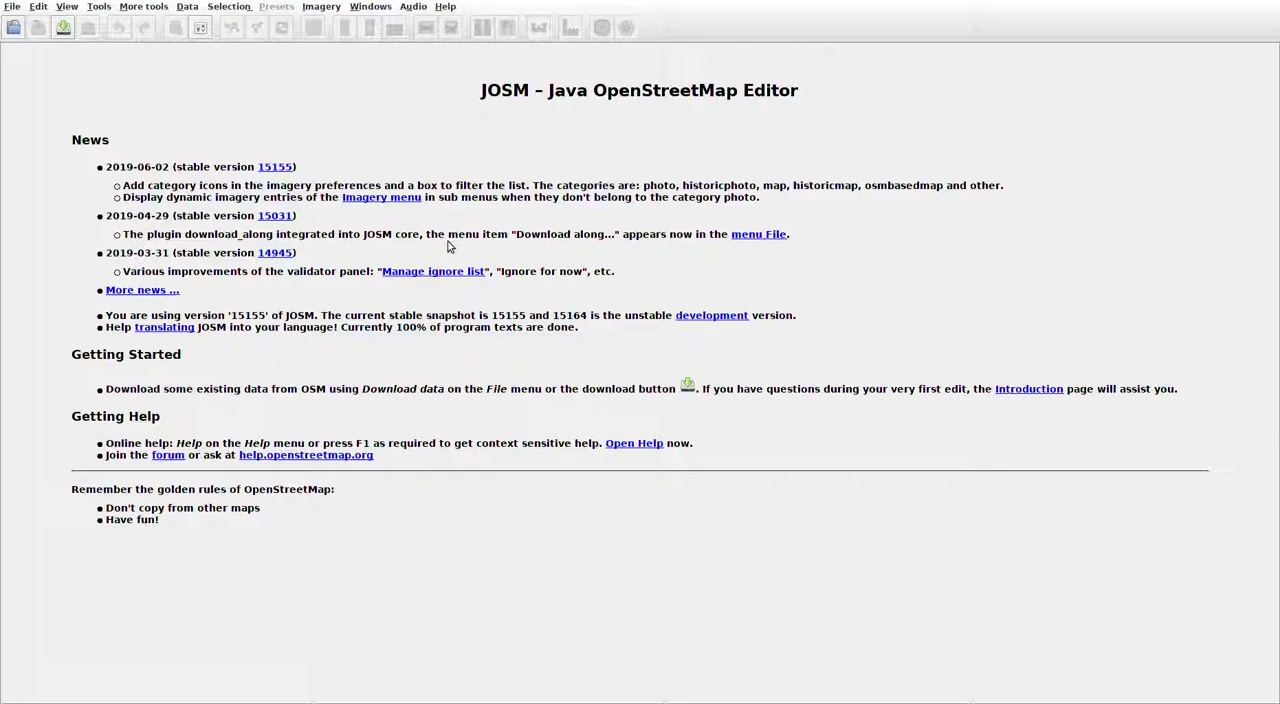 File Edit View Tools More tools Data Selection Presets Imagery Windows Audio Help
JOSM – Java OpenStreetMap Editor
News
2019-06-02 (stable version 15155)
Add category icons in the imagery preferences and a box to filter the list. The categories are: photo, historicphoto, map, historicmap, osmbasedmap and other.
Display dynamic imagery entries of the Imagery menu in sub menus when they don't belong to the category photo.
2019-04-29 (stable version 15031)
The plugin download_along integrated into JOSM core, the menu item "Download along..." appears now in the menu File.
2019-03-31 (stable version 14945)
Various improvements of the validator panel: "Manage ignore list", "Ignore for now", etc.
More news ...
You are using version '15155' of JOSM. The current stable snapshot is 15155 and 15164 is the unstable development version.
Help translating JOSM into your language! Currently 100% of program texts are done.
Getting Started
Download some existing data from OSM using Download data on the File menu or the download button . If you have questions during your very first edit, the Introduction page will assist you.
Getting Help
Online help: Help on the Help menu or press F1 as required to get context sensitive help. Open Help now.
Join the forum or ask at help.openstreetmap.org
Remember the golden rules of OpenStreetMap:
Don't copy from other maps
Have fun!